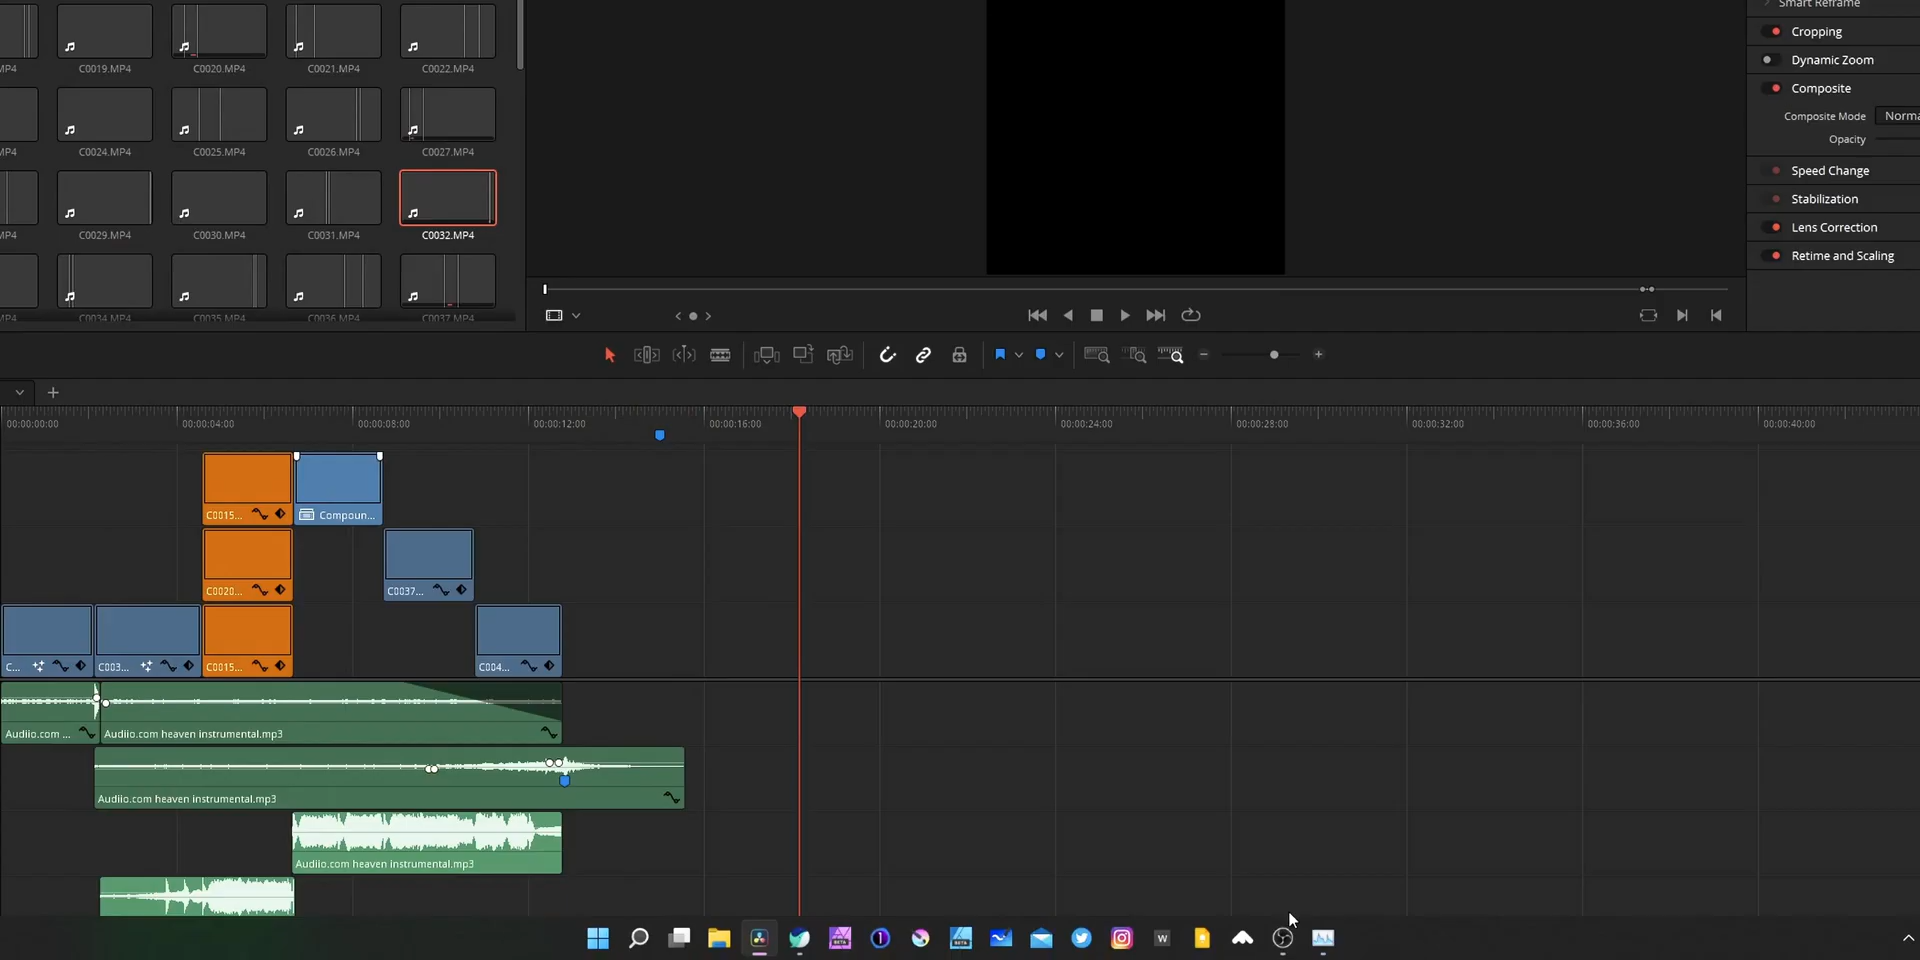 Smart Reframe
MP4 C0019.MP4 C0020.MP4 C0021.MP4 C0022.MP4
Cropping
Dynamic Zoom
Composite
Composite Mode Norma
Opacity
MP4 C0024.MP4 C0025.MP4 C0026.MP4 C0027.MP4
Speed Change
Stabilization
Lens Correction
Retime and Scaling
MP4 C0029.MP4 C0030.MP4 C0031.MP4 C0032.MP4
MP4 C0034.MP4 C0035.MP4 C0036.MP4 C0037.MP4
00:00:00:00 00:00:04:00 00:00:08:00 00:00:12:00 00:00:16:00 00:00:20:00 00:00:24:00 00:00:28:00 00:00:32:00 00:00:36:00 00:00:40:00
C0015... Compoun...
C0020... C0037...
C... C003... C0015... C004...
Audiio.com ... Audiio.com heaven instrumental.mp3
Audiio.com heaven instrumental.mp3
Audiio.com heaven instrumental.mp3
BETA BETA W